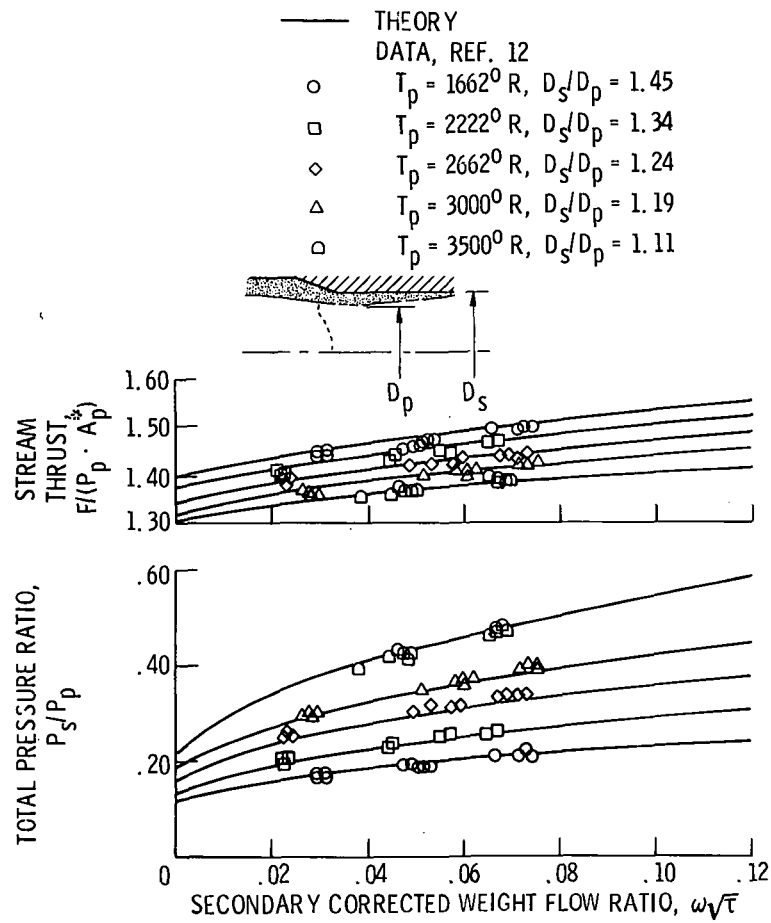 THEORY
DATA, REF. 12
T_p = 1662° R, D_s/D_p = 1.45
T_p = 2222° R, D_s/D_p = 1.34
T_p = 2662° R, D_s/D_p = 1.24
T_p = 3000° R, D_s/D_p = 1.19
T_p = 3500° R, D_s/D_p = 1.11
D_p
D_s
STREAM
THRUST,
F/(P_p · A_p^*)
1.60
1.50
1.40
1.30
TOTAL PRESSURE RATIO,
P_s/P_p
.60
.40
.20
0
.02
.04
.06
.08
.10
.12
SECONDARY CORRECTED WEIGHT FLOW RATIO, ω√τ